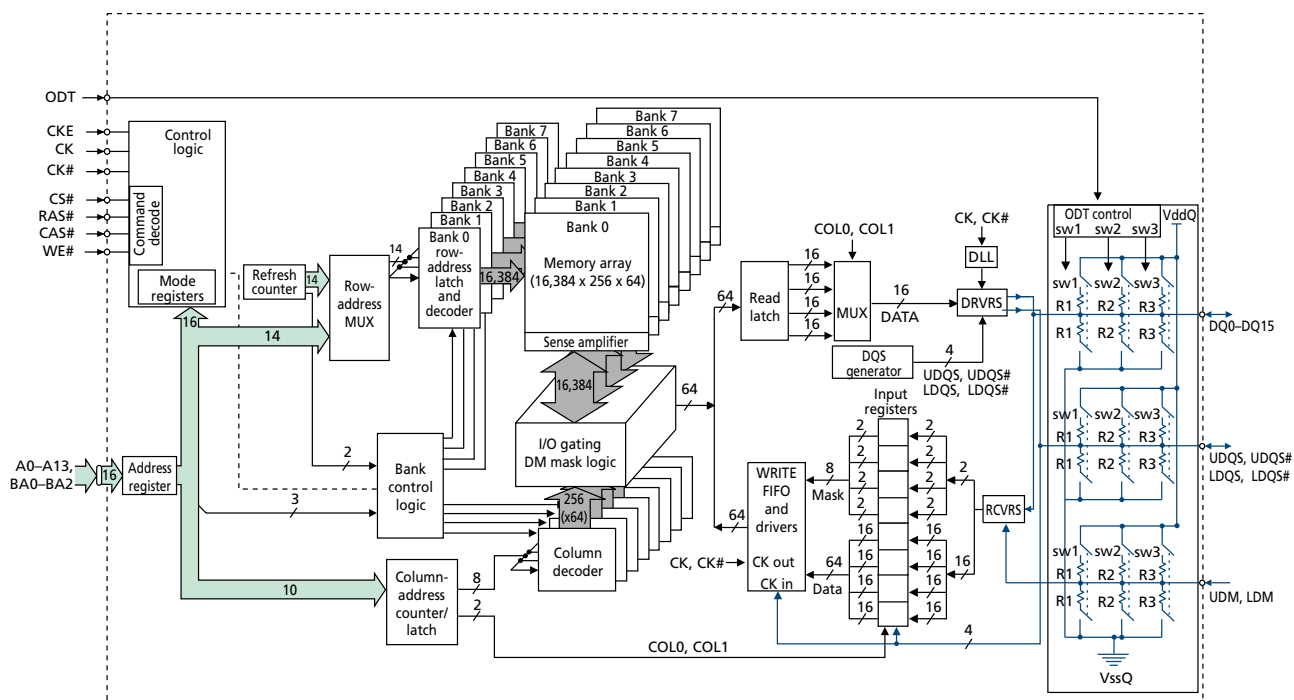 ODT
CKE
CK
CK#
CS#
RAS#
CAS#
WE#
Control
logic
Command
decode
Mode
registers
Refresh
counter
14
Row-
address
MUX
16
14
14
Bank 7
Bank 6
Bank 5
Bank 4
Bank 3
Bank 2
Bank 1
Bank 0
row-
address
latch
and
decoder
16,384
Bank 7
Bank 6
Bank 5
Bank 4
Bank 3
Bank 2
Bank 1
Bank 0
Memory array
(16,384 x 256 x 64)
Sense amplifier
16,384
I/O gating
DM mask logic
256
(x64)
Column
decoder
A0–A13,
BA0–BA2
16
Address
register
2
3
Bank
control
logic
10
Column-
address
counter/
latch
8
2
COL0, COL1
64
64
64
Read
latch
16
16
16
16
COL0, COL1
MUX
16
DATA
CK, CK#
DLL
DRVRS
DQS
generator
4
UDQS, UDQS#
LDQS, LDQS#
Input
registers
WRITE
FIFO
and
drivers
CK out
CK in
CK, CK#
8
Mask
64
Data
2
2
2
2
16
16
16
16
2
2
2
2
16
16
16
16
2
16
4
RCVRS
ODT control
sw1
sw2
sw3
VddQ
sw1
sw2
sw3
R1
R2
R3
R1
R2
R3
DQ0–DQ15
sw1
sw2
sw3
R1
R2
R3
R1
R2
R3
UDQS, UDQS#
LDQS, LDQS#
sw1
sw2
sw3
R1
R2
R3
R1
R2
R3
UDM, LDM
VssQ